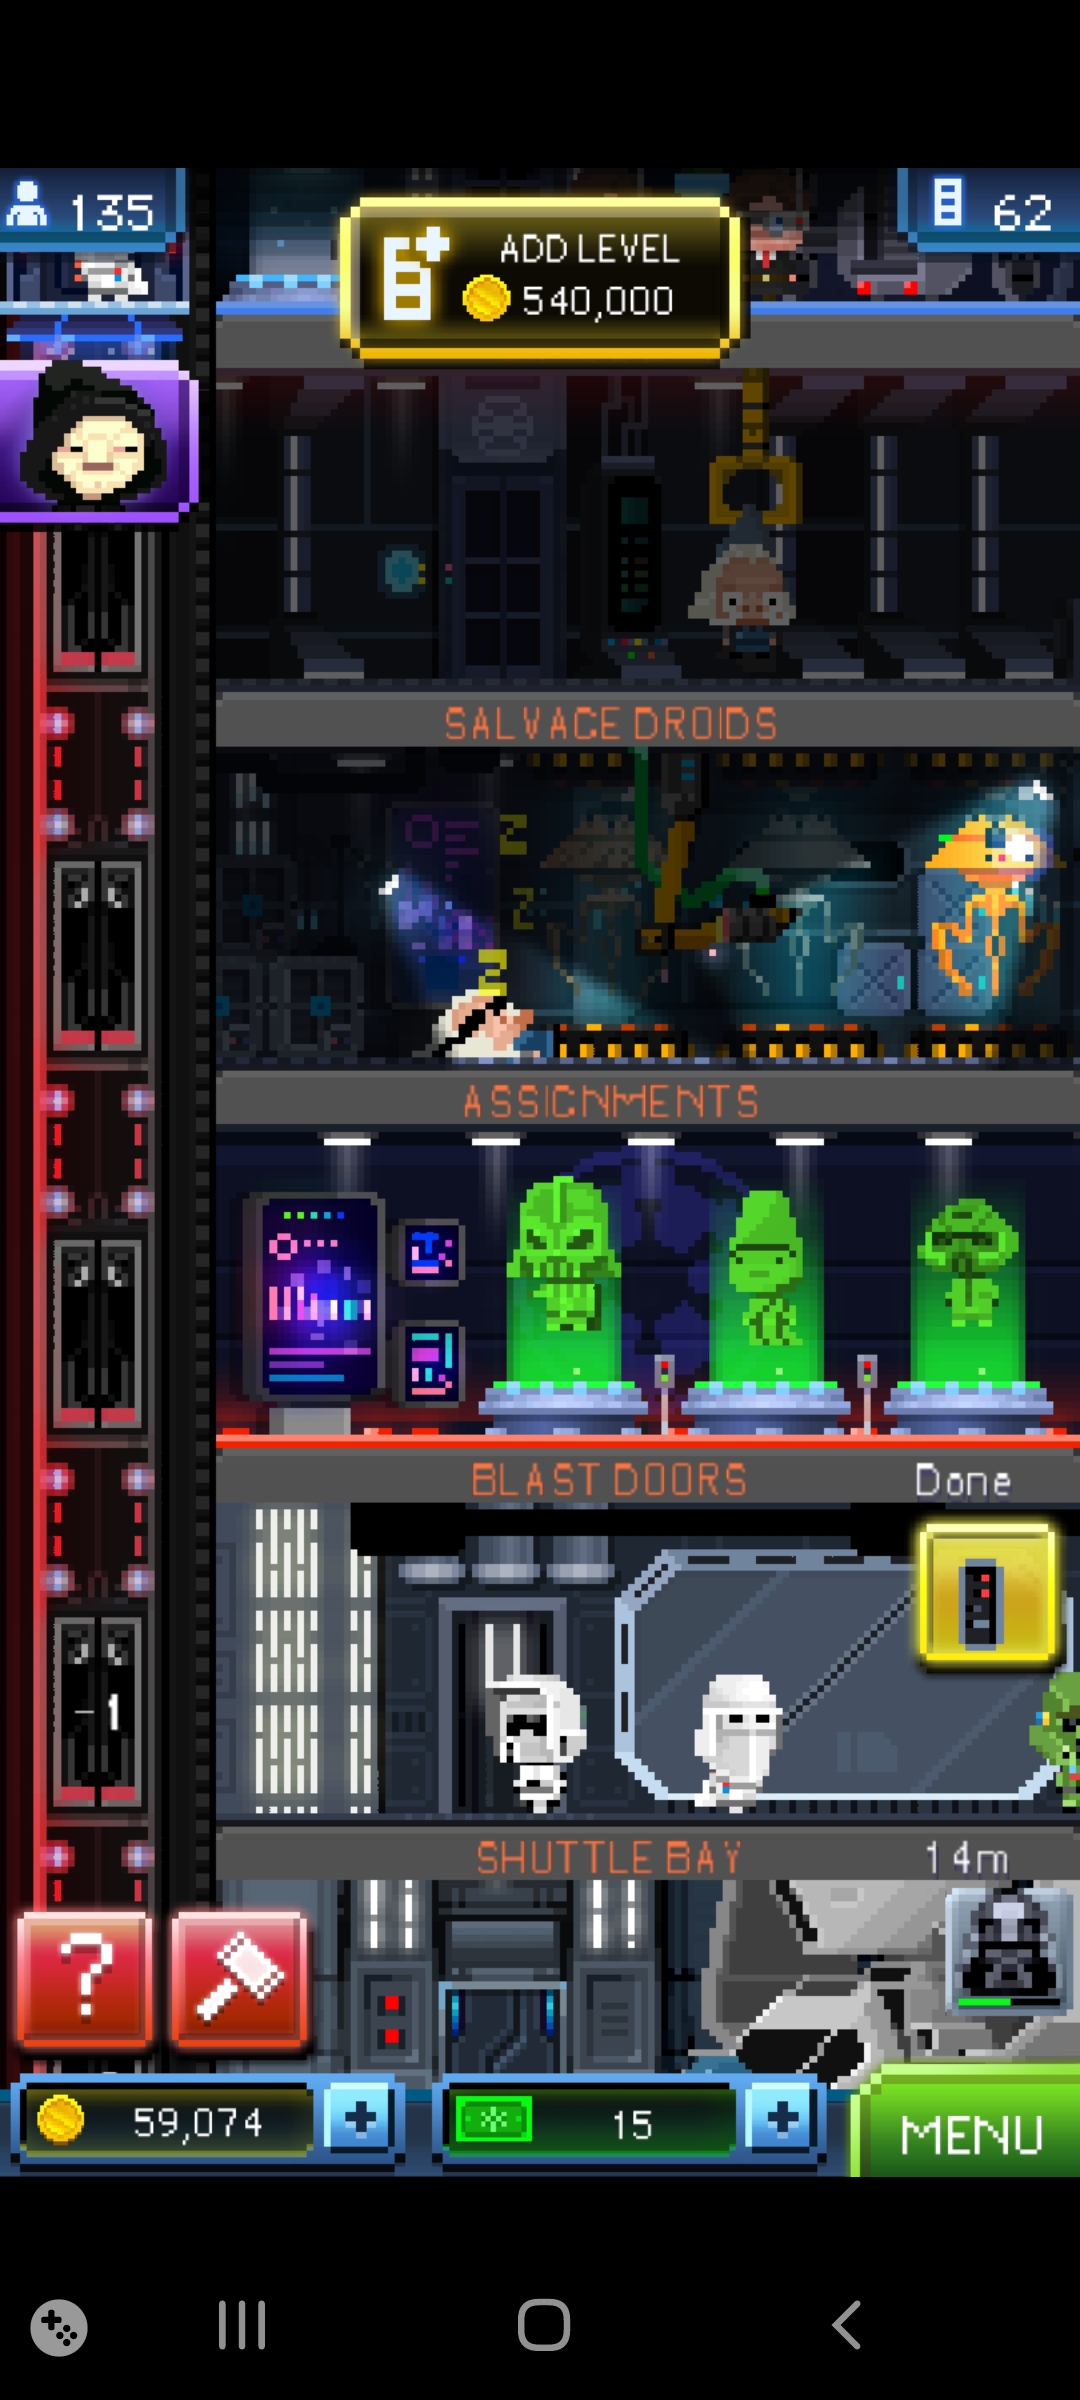 135
ADD LEVEL
62
540,000
SALVAGE DROIDS
Z
Z
Z
ASSIGNMENTS
BLAST DOORS Done
-1
SHUTTLE BAY 14m
?
59,074 + 15 + MENU